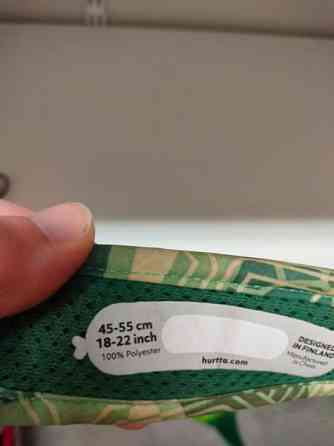 45-55 cm
18-22 inch
100% Polyester
hurtta.com
DESIGNED
IN FINLAND
Manufactured
in China